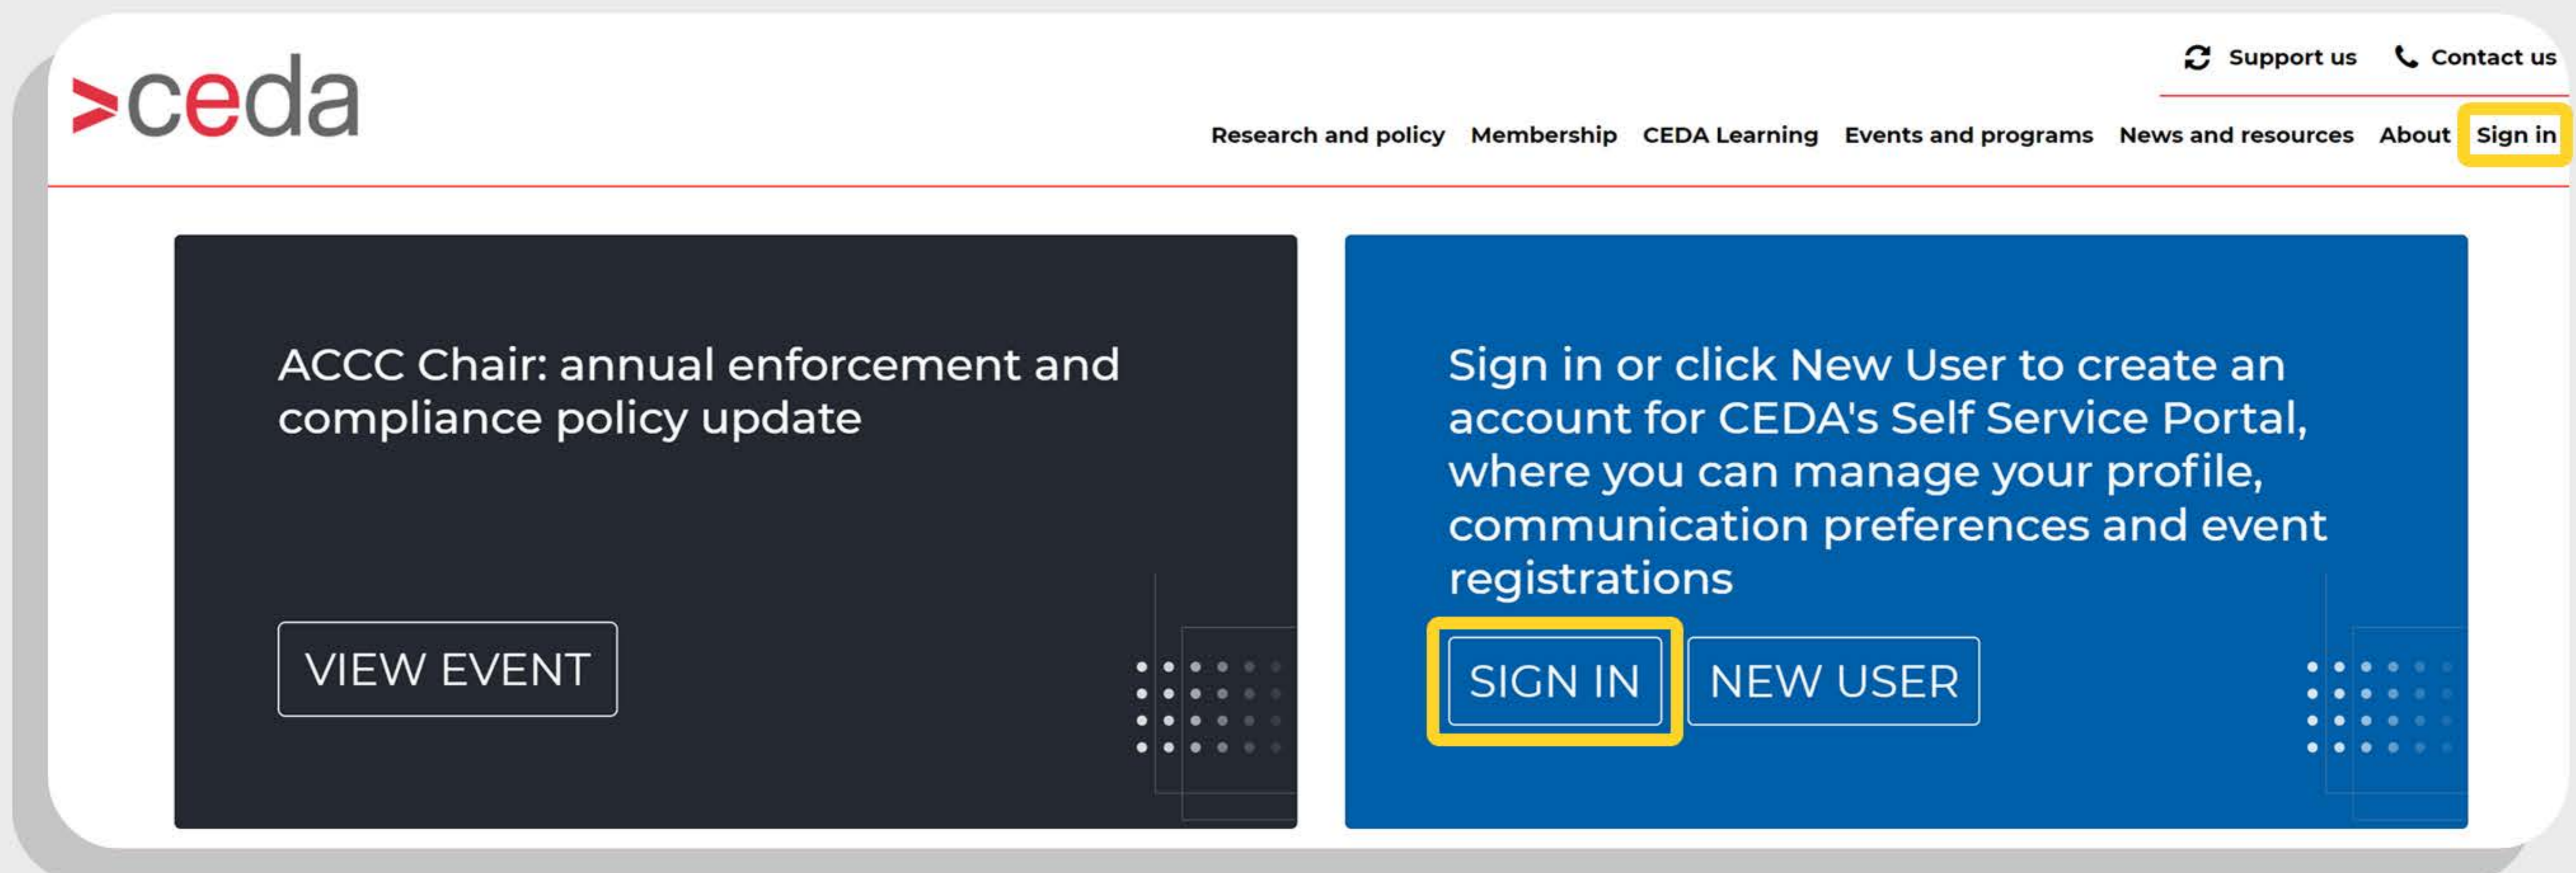 >ceda
Support us Contact us
Research and policy Membership CEDA Learning Events and programs News and resources About Sign in
ACCC Chair: annual enforcement and
compliance policy update
VIEW EVENT
Sign in or click New User to create an
account for CEDA's Self Service Portal,
where you can manage your profile,
communication preferences and event
registrations
SIGN IN NEW USER